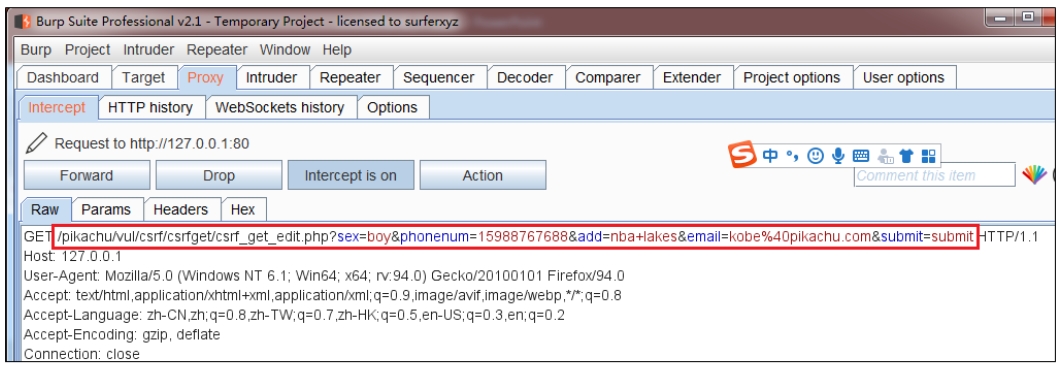 Burp Suite Professional v2.1 - Temporary Project - licensed to surferxyz
Burp Project Intruder Repeater Window Help
Dashboard Target Proxy Intruder Repeater Sequencer Decoder Comparer Extender Project options User options
Intercept HTTP history WebSockets history Options
Request to http://127.0.0.1:80
中
Forward Drop Intercept is on Action Comment this item
Raw Params Headers Hex
GET /pikachu/vul/csrf/csrfget/csrf_get_edit.php?sex=boy&phonenum=15988767688&add=nba+lakes&email=kobe%40pikachu.com&submit=submit HTTP/1.1
Host: 127.0.0.1
User-Agent: Mozilla/5.0 (Windows NT 6.1; Win64; x64; rv:94.0) Gecko/20100101 Firefox/94.0
Accept: text/html,application/xhtml+xml,application/xml;q=0.9,image/avif,image/webp,*/*;q=0.8
Accept-Language: zh-CN,zh;q=0.8,zh-TW;q=0.7,zh-HK;q=0.5,en-US;q=0.3,en;q=0.2
Accept-Encoding: gzip, deflate
Connection: close